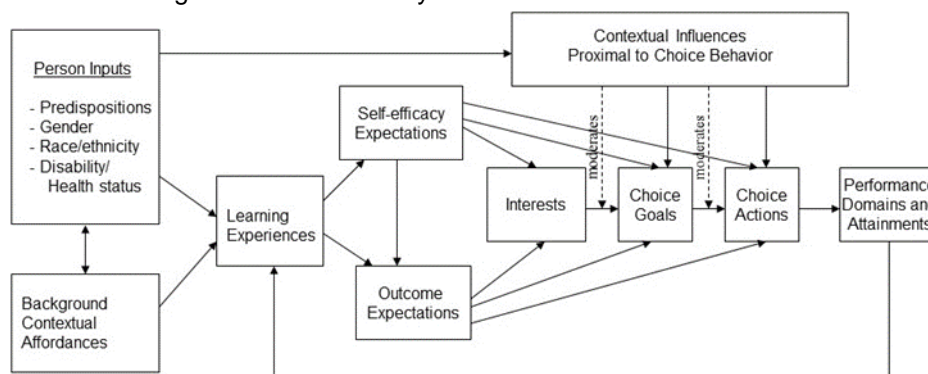 Contextual Influences
Proximal to Choice Behavior
Person Inputs
- Predispositions
- Gender
- Race/ethnicity
- Disability/
Health status
Self-efficacy
Expectations
moderates
moderates
Learning
Experiences
Interests
Choice
Goals
Choice
Actions
Performance
Domains and
Attainments
Background
Contextual
Affordances
Outcome
Expectations